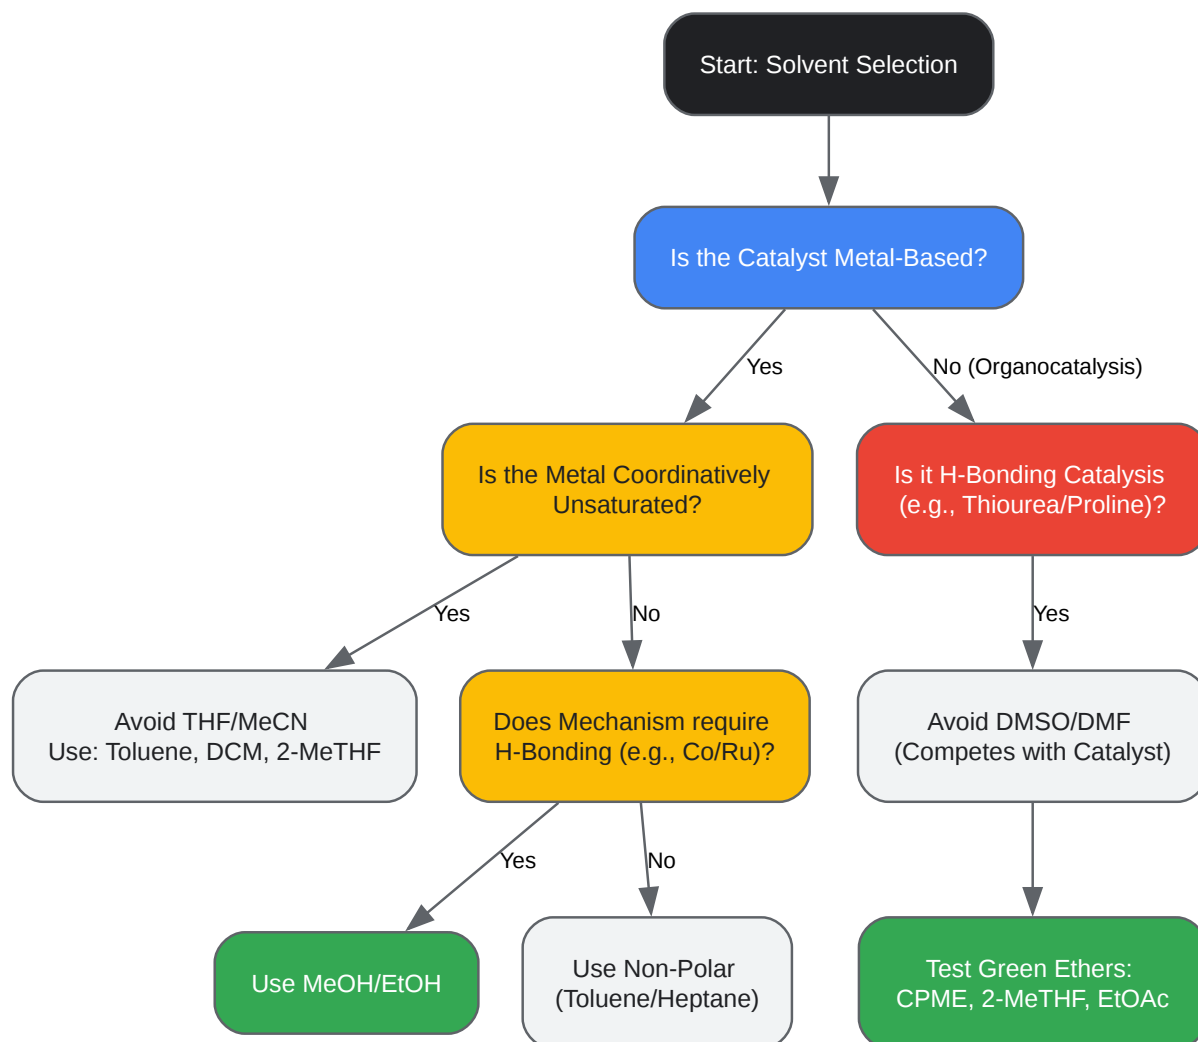 Start: Solvent Selection
Is the Catalyst Metal-Based?
Yes
No (Organocatalysis)
Is the Metal Coordinatively
Unsaturated?
Is it H-Bonding Catalysis
(e.g., Thiourea/Proline)?
Yes
No
Yes
Avoid THF/MeCN
Use: Toluene, DCM, 2-MeTHF
Does Mechanism require
H-Bonding (e.g., Co/Ru)?
Avoid DMSO/DMF
(Competes with Catalyst)
Yes
No
Use MeOH/EtOH
Use Non-Polar
(Toluene/Heptane)
Test Green Ethers:
CPME, 2-MeTHF, EtOAc